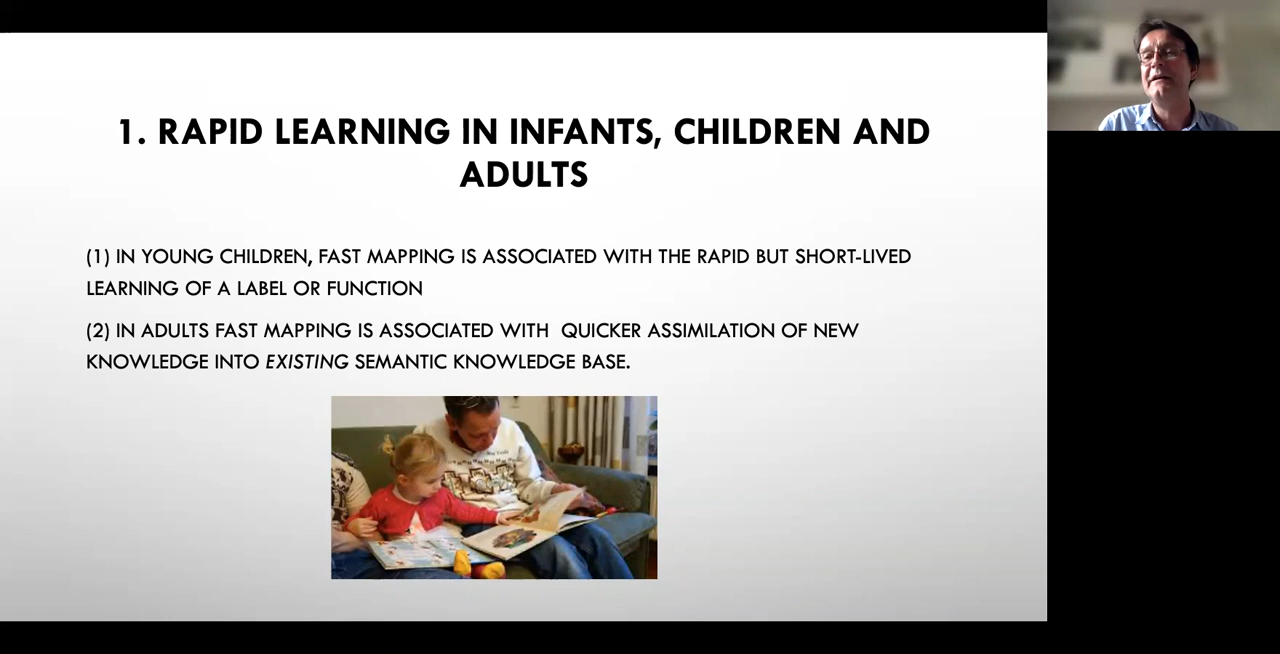 1. RAPID LEARNING IN INFANTS, CHILDREN AND
ADULTS
(1) IN YOUNG CHILDREN, FAST MAPPING IS ASSOCIATED WITH THE RAPID BUT SHORT-LIVED
LEARNING OF A LABEL OR FUNCTION
(2) IN ADULTS FAST MAPPING IS ASSOCIATED WITH  QUICKER ASSIMILATION OF NEW
KNOWLEDGE INTO EXISTING SEMANTIC KNOWLEDGE BASE.